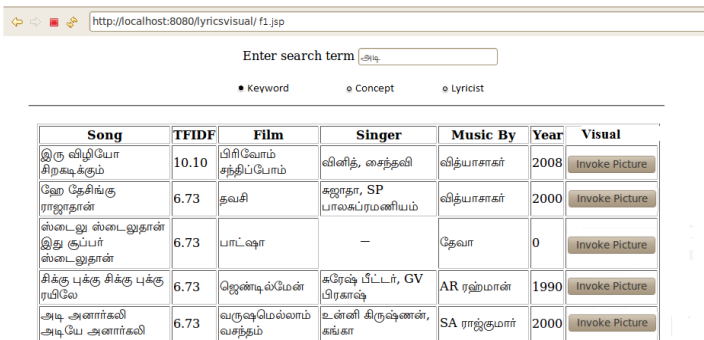 http://localhost:8080/lyricsvisual/ f1.jsp
Enter search term அடி
Keyword Concept Lyricist
Song TFIDF Film Singer Music By Year Visual
இரு விழியோ சிறகடிக்கும் 10.10 பிரிவோம் சந்திப்போம் வினித், சைந்தவி வித்யாசாகர் 2008 Invoke Picture
ஹே தேசிங்கு ராஜாதான் 6.73 தவசி சுஜாதா, SP பாலசுப்ரமணியம் வித்யாசாகர் 2000 Invoke Picture
ஸ்டைலு ஸ்டைலுதான் இது சூப்பர் ஸ்டைலுதான் 6.73 பாட்ஷா — தேவா 0 Invoke Picture
சிக்கு புக்கு சிக்கு புக்கு ரயிலே 6.73 ஜெண்டில்மேன் சுரேஷ் பீட்டர், GV பிரகாஷ் AR ரஹ்மான் 1990 Invoke Picture
அடி அனார்கலி அடியே அனார்கலி 6.73 வருஷமெல்லாம் வசந்தம் உன்னி கிருஷ்ணன், கங்கா SA ராஜ்குமார் 2000 Invoke Picture